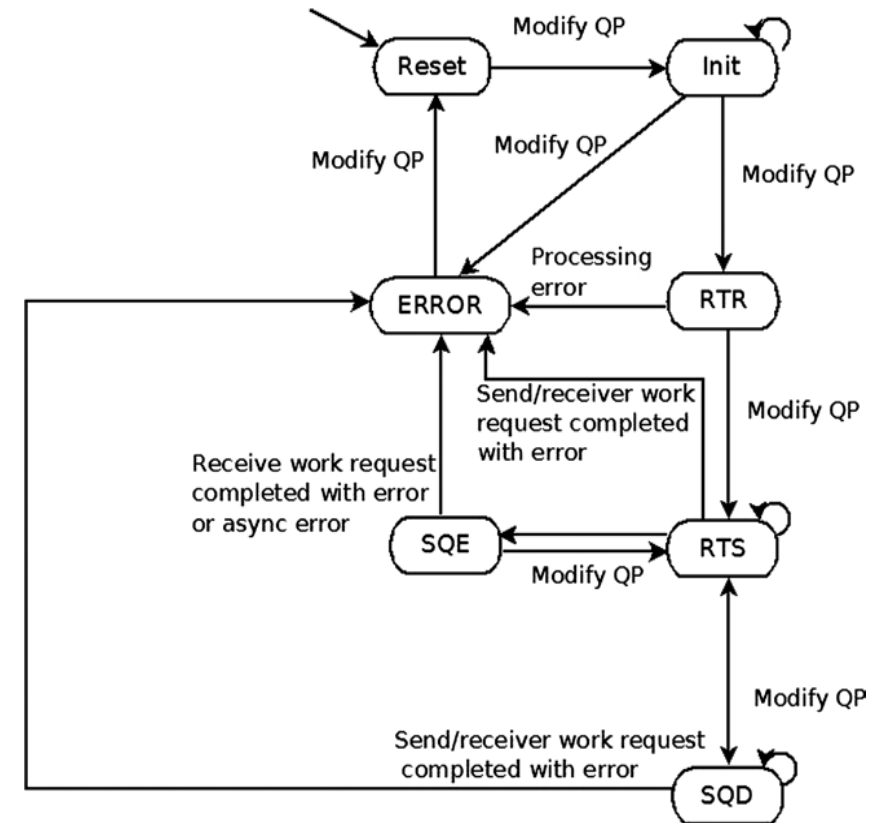 Modify QP
Reset
Init
Modify QP
Modify QP
Modify QP
Processing
error
ERROR
RTR
Send/receiver work
request completed
with error
Modify QP
Receive work request
completed with error
or async error
SQE
RTS
Modify QP
Modify QP
Send/receiver work request
completed with error
SQD